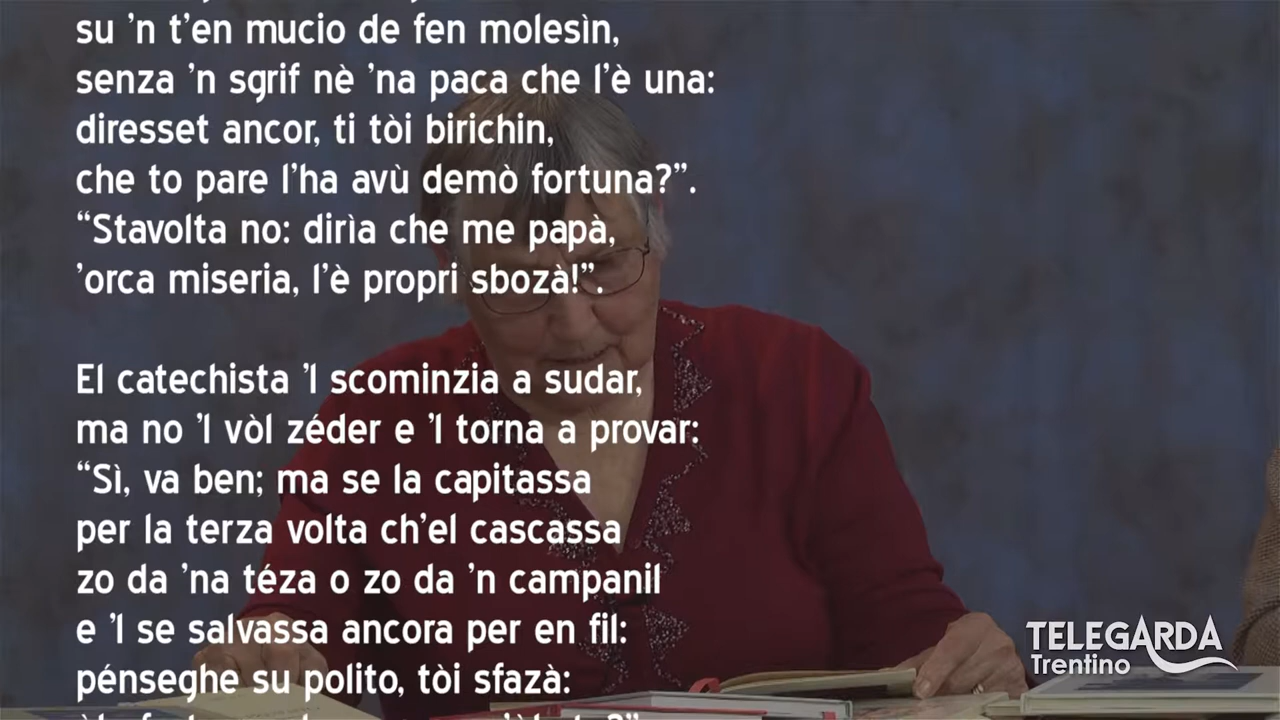 su 'n t'en mucio de fen molesìn,
senza 'n sgrif nè 'na paca che l'è una:
diresset ancor, ti tòi birichin,
che to pare l'ha avù demò fortuna?”.
“Stavolta no: dirìa che me papà,
'orca miseria, l'è propri sbozà!”.
El catechista 'l scominzia a sudar,
ma no 'l vòl zéder e 'l torna a provar:
“Sì, va ben; ma se la capitassa
per la terza volta ch'el cascassa
zo da 'na téza o zo da 'n campanil
e 'l se salvassa ancora per en fil:
pénseghe su polito, tòi sfazà:
TELEGARDA
Trentino